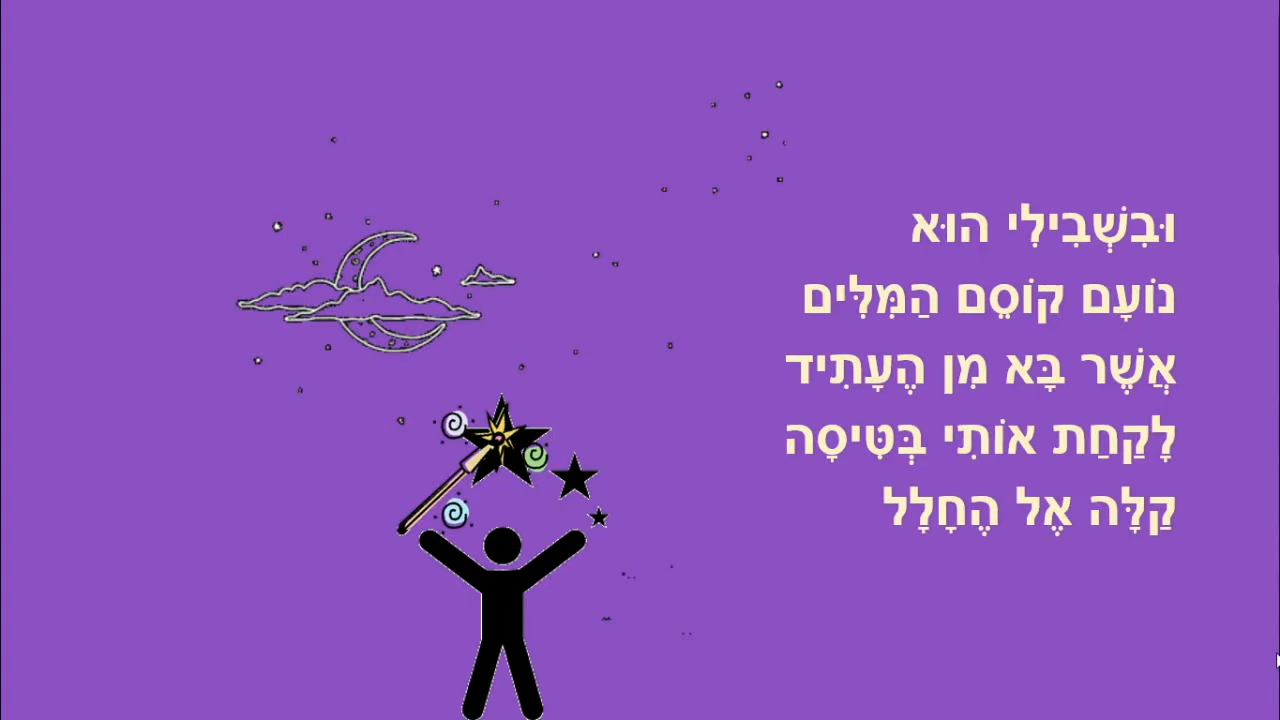 וּבִשְׁבִילִי הוּא
נוֹעָם קוֹסֵם הַמִּלִּים
אֲשֶׁר בָּא מִן הֶעָתִיד
לָקַחַת אוֹתִי בְּטִיסָה
קַלָּה אֶל הֶחָלָל